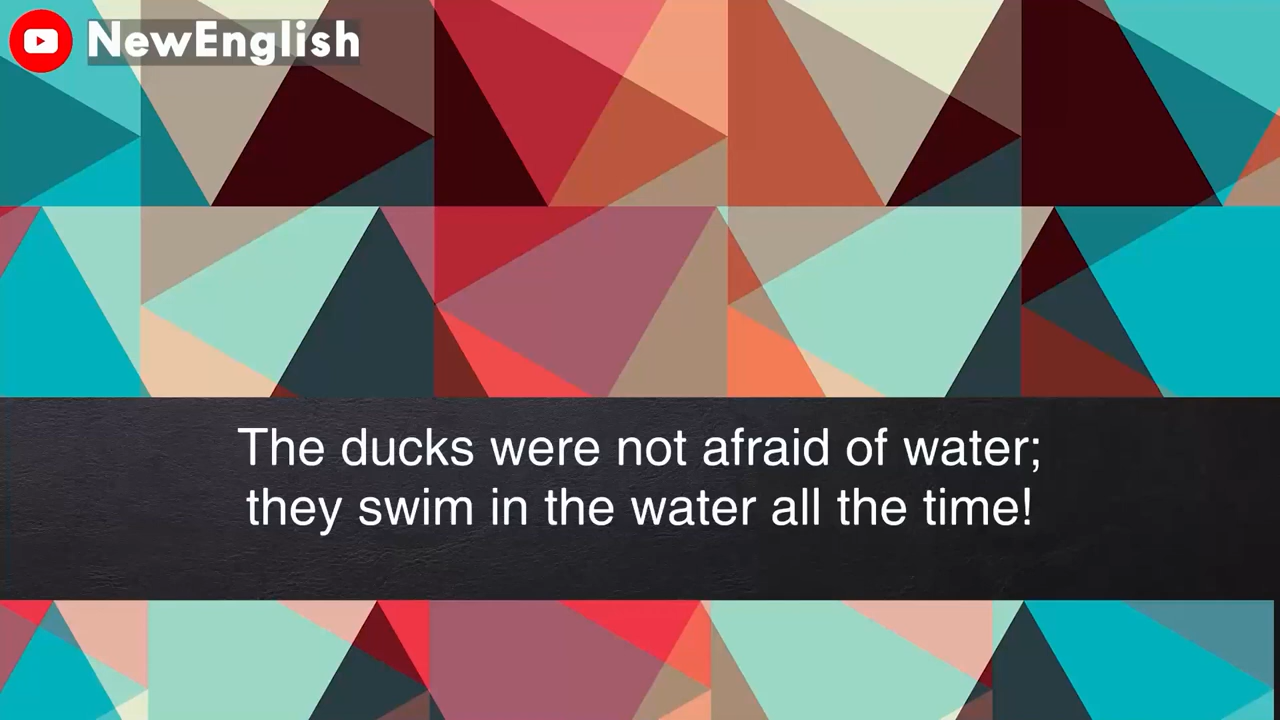 NewEnglish
The ducks were not afraid of water;
they swim in the water all the time!